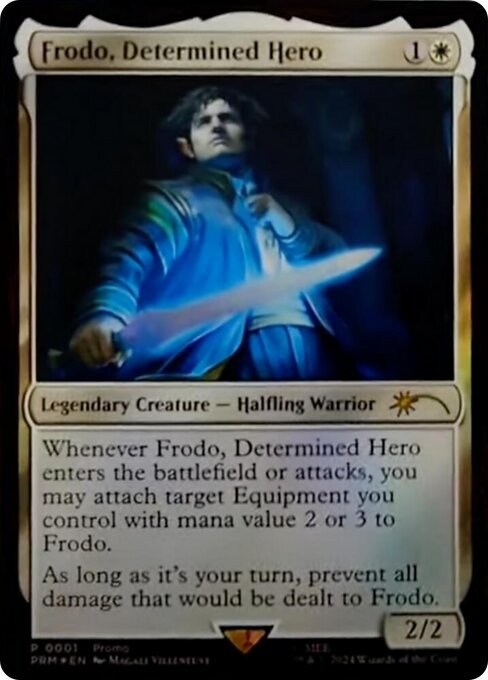 Frodo, Determined Hero 1
Legendary Creature — Halfling Warrior
Whenever Frodo, Determined Hero
enters the battlefield or attacks, you
may attach target Equipment you
control with mana value 2 or 3 to
Frodo.
As long as it's your turn, prevent all
damage that would be dealt to Frodo.
2/2
P 0001 Promo
PRM EN Magali Villeneuve
MEE
2024 Wizards of the Coast